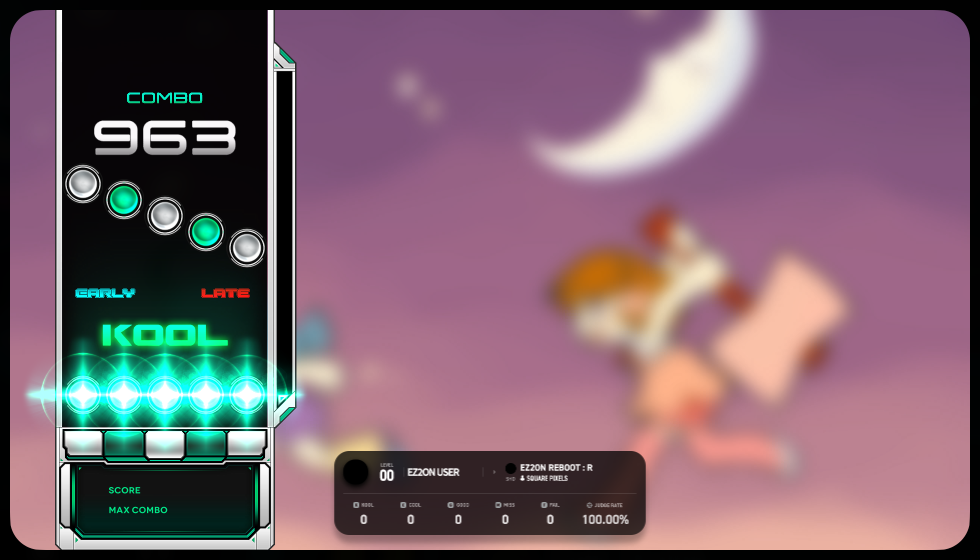 COMBO
963
EARLY LATE
KOOL
SCORE
MAX COMBO
LEVEL
00 EZ2ON USER
EZ2ON REBOOT : R
SHD SQUARE PIXELS
KOOL COOL GOOD MISS FAIL JUDGE RATE
0 0 0 0 0 100.00%